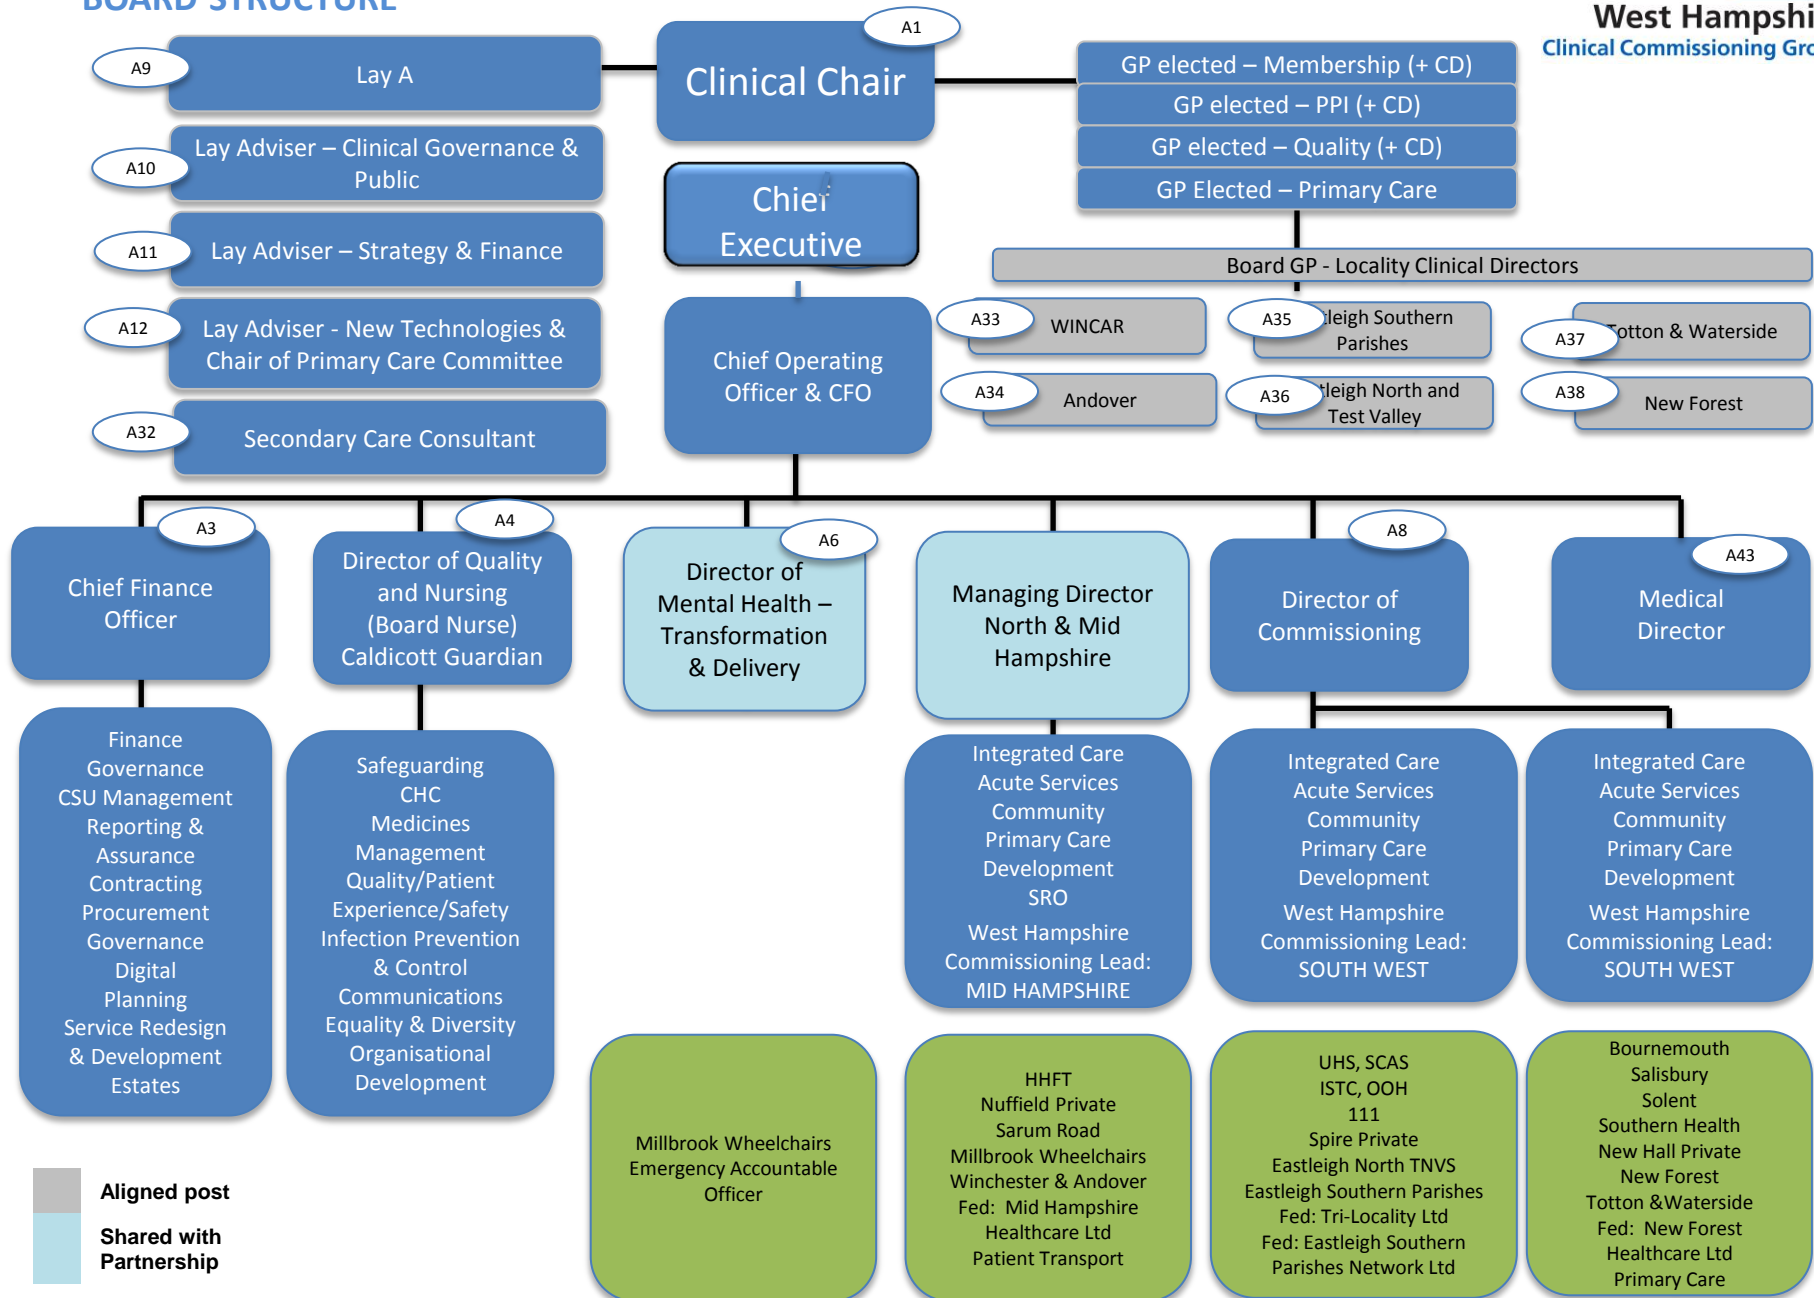 BOARD STRUCTURE
West Hampshi
Clinical Commissioning Gro
A1
Clinical Chair
A9
Lay A
A10
Lay Adviser – Clinical Governance &
Public
A11
Lay Adviser – Strategy & Finance
A12
Lay Adviser - New Technologies &
Chair of Primary Care Committee
A32
Secondary Care Consultant
GP elected – Membership (+ CD)
GP elected – PPI (+ CD)
GP elected – Quality (+ CD)
GP Elected – Primary Care
Chief
Executive
Chief Operating
Officer & CFO
Board GP - Locality Clinical Directors
A33
WINCAR
A34
Andover
A35
tleigh Southern
Parishes
A36
tleigh North and
Test Valley
A37
Totton & Waterside
A38
New Forest
A3
Chief Finance
Officer
A4
Director of Quality
and Nursing
(Board Nurse)
Caldicott Guardian
A6
Director of
Mental Health –
Transformation
& Delivery
Managing Director
North & Mid
Hampshire
A8
Director of
Commissioning
A43
Medical
Director
Finance
Governance
CSU Management
Reporting &
Assurance
Contracting
Procurement
Governance
Digital
Planning
Service Redesign
& Development
Estates
Safeguarding
CHC
Medicines
Management
Quality/Patient
Experience/Safety
Infection Prevention
& Control
Communications
Equality & Diversity
Organisational
Development
Integrated Care
Acute Services
Community
Primary Care
Development
SRO
West Hampshire
Commissioning Lead:
MID HAMPSHIRE
Integrated Care
Acute Services
Community
Primary Care
Development
West Hampshire
Commissioning Lead:
SOUTH WEST
Integrated Care
Acute Services
Community
Primary Care
Development
West Hampshire
Commissioning Lead:
SOUTH WEST
Millbrook Wheelchairs
Emergency Accountable
Officer
HHFT
Nuffield Private
Sarum Road
Millbrook Wheelchairs
Winchester & Andover
Fed: Mid Hampshire
Healthcare Ltd
Patient Transport
UHS, SCAS
ISTC, OOH
111
Spire Private
Eastleigh North TNVS
Eastleigh Southern Parishes
Fed: Tri-Locality Ltd
Fed: Eastleigh Southern
Parishes Network Ltd
Bournemouth
Salisbury
Solent
Southern Health
New Hall Private
New Forest
Totton &Waterside
Fed: New Forest
Healthcare Ltd
Primary Care
Aligned post
Shared with
Partnership